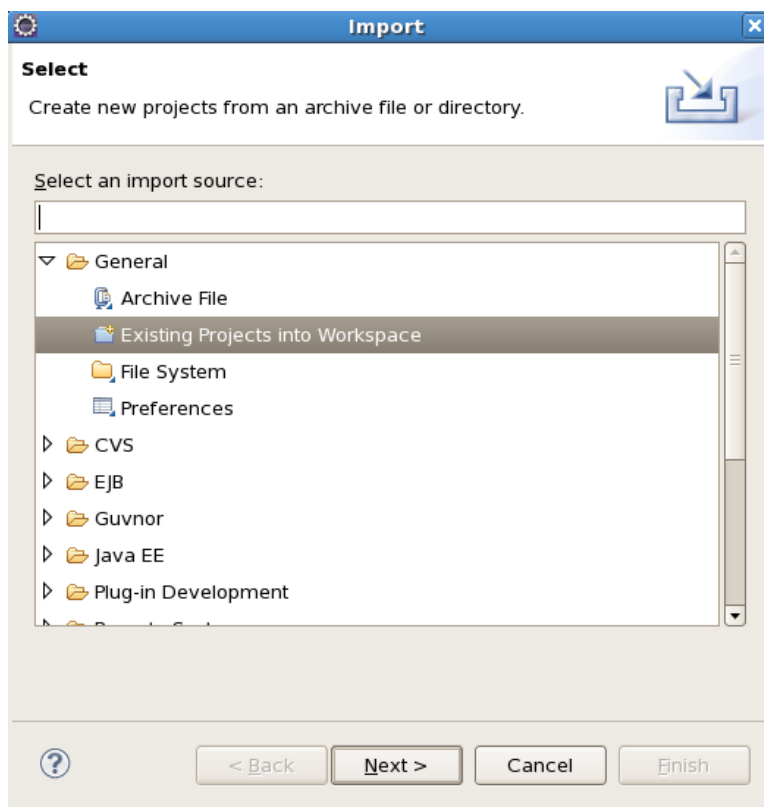 Import
Select
Create new projects from an archive file or directory.
Select an import source:
General
Archive File
Existing Projects into Workspace
File System
Preferences
CVS
EJB
Guvnor
Java EE
Plug-in Development
< Back Next > Cancel Finish